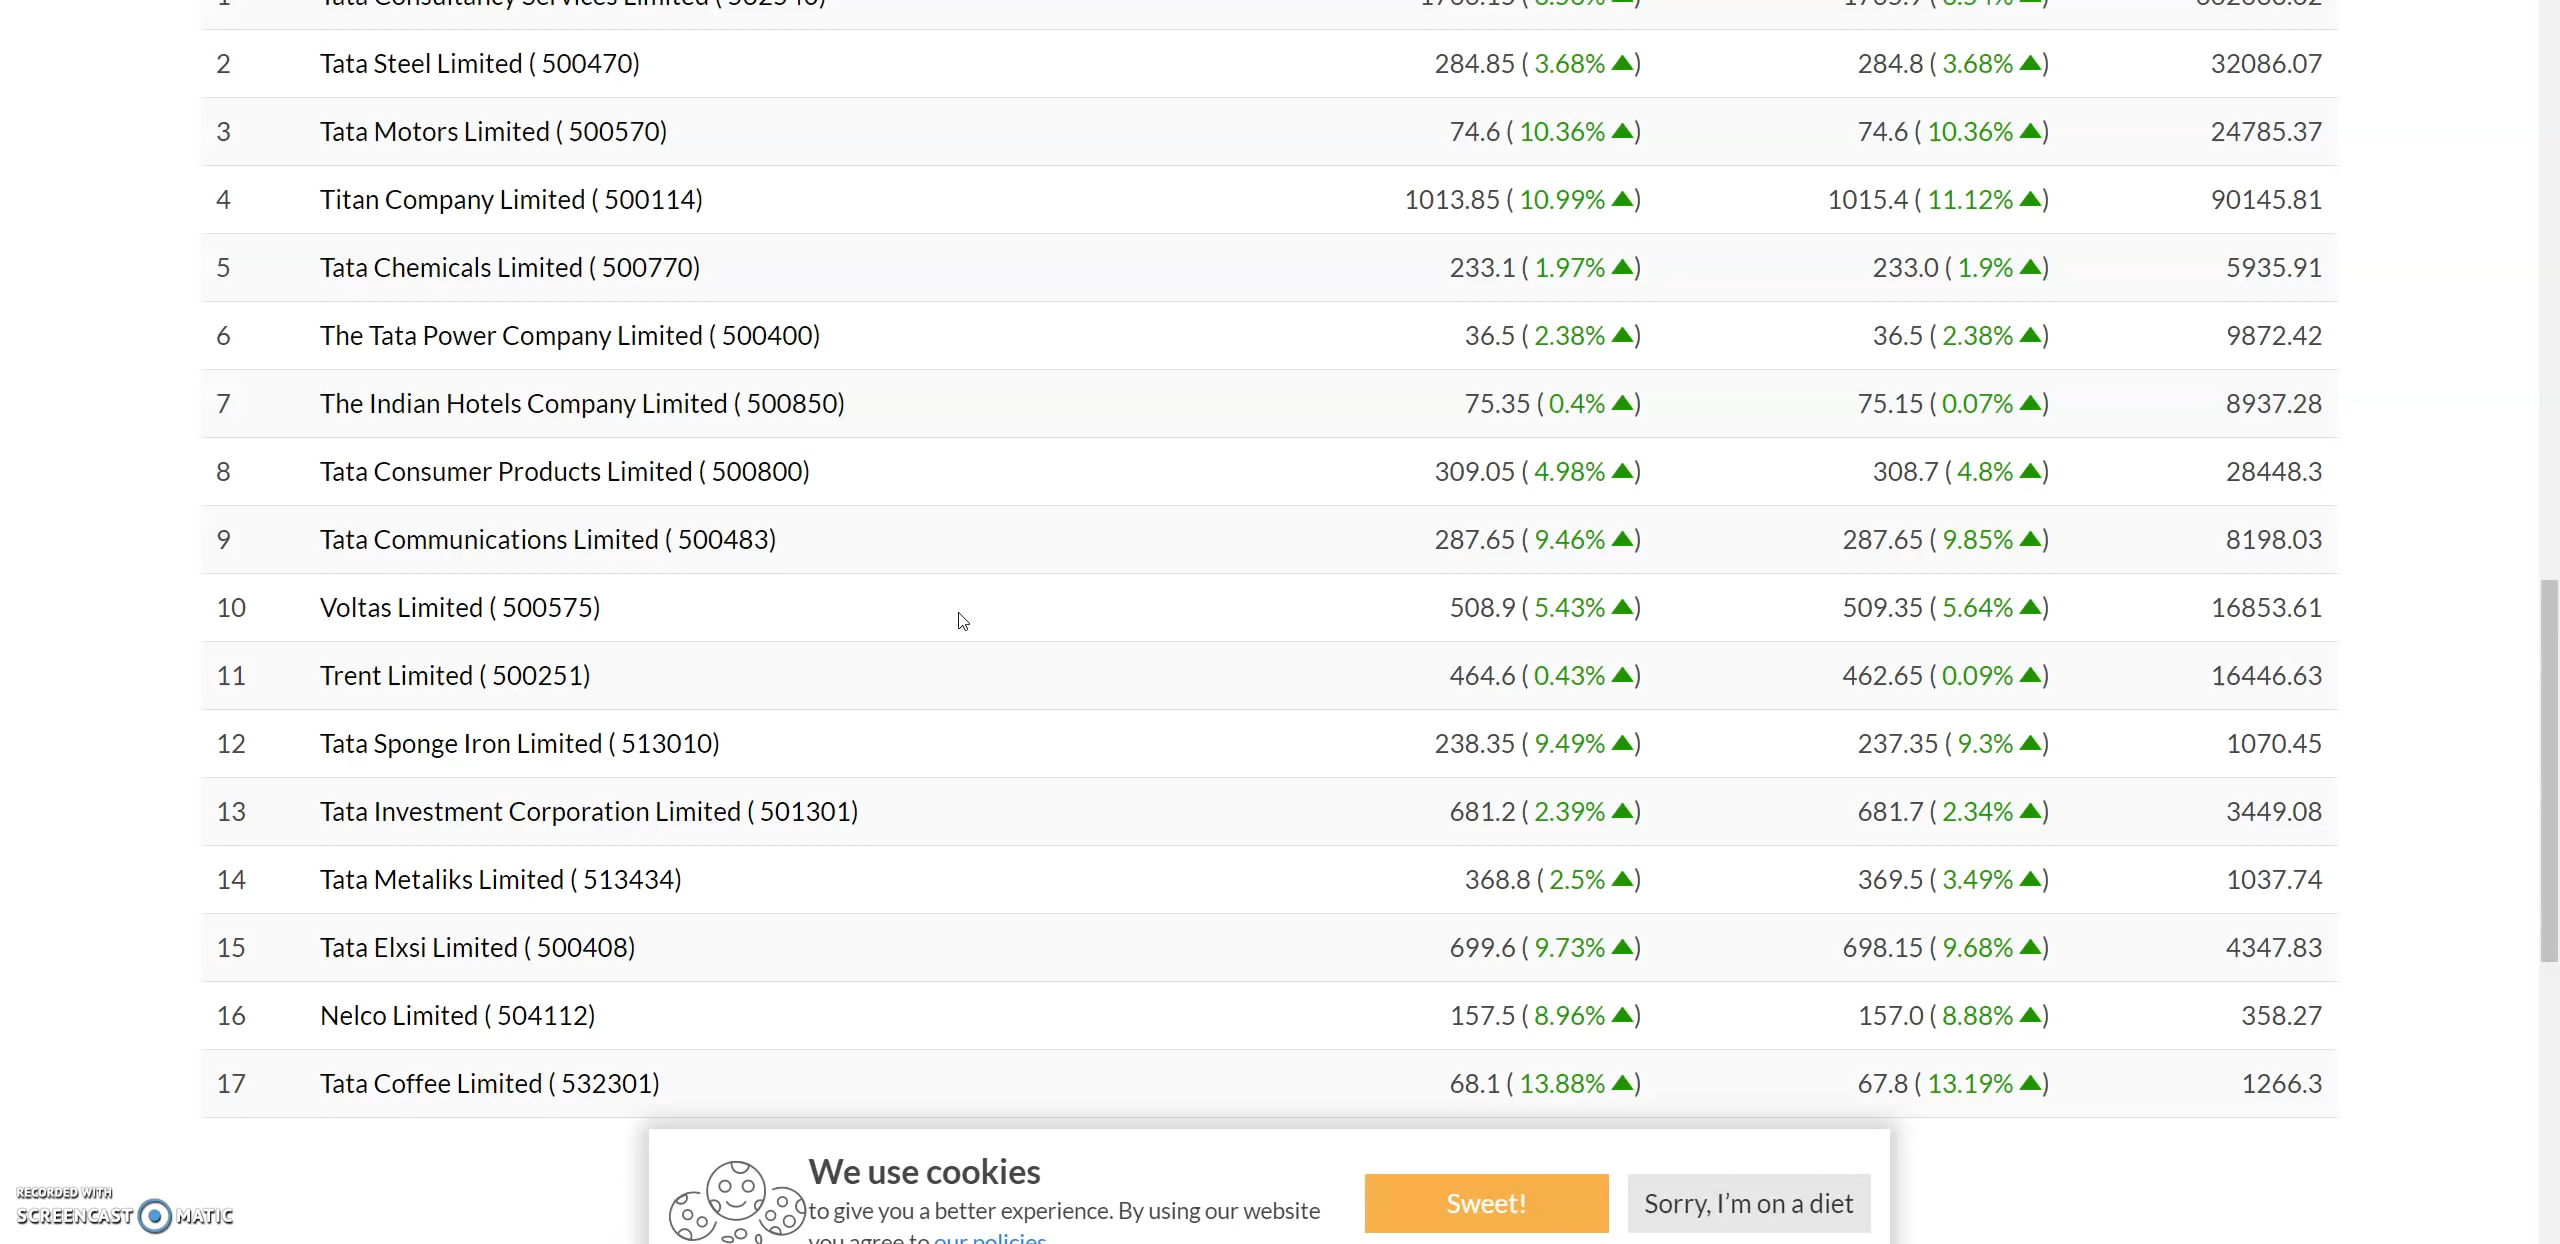 2 Tata Steel Limited ( 500470) 284.85 ( 3.68% ▲) 284.8 ( 3.68% ▲) 32086.07
3 Tata Motors Limited ( 500570) 74.6 ( 10.36% ▲) 74.6 ( 10.36% ▲) 24785.37
4 Titan Company Limited ( 500114) 1013.85 ( 10.99% ▲) 1015.4 ( 11.12% ▲) 90145.81
5 Tata Chemicals Limited ( 500770) 233.1 ( 1.97% ▲) 233.0 ( 1.9% ▲) 5935.91
6 The Tata Power Company Limited ( 500400) 36.5 ( 2.38% ▲) 36.5 ( 2.38% ▲) 9872.42
7 The Indian Hotels Company Limited ( 500850) 75.35 ( 0.4% ▲) 75.15 ( 0.07% ▲) 8937.28
8 Tata Consumer Products Limited ( 500800) 309.05 ( 4.98% ▲) 308.7 ( 4.8% ▲) 28448.3
9 Tata Communications Limited ( 500483) 287.65 ( 9.46% ▲) 287.65 ( 9.85% ▲) 8198.03
10 Voltas Limited ( 500575) 508.9 ( 5.43% ▲) 509.35 ( 5.64% ▲) 16853.61
11 Trent Limited ( 500251) 464.6 ( 0.43% ▲) 462.65 ( 0.09% ▲) 16446.63
12 Tata Sponge Iron Limited ( 513010) 238.35 ( 9.49% ▲) 237.35 ( 9.3% ▲) 1070.45
13 Tata Investment Corporation Limited ( 501301) 681.2 ( 2.39% ▲) 681.7 ( 2.34% ▲) 3449.08
14 Tata Metaliks Limited ( 513434) 368.8 ( 2.5% ▲) 369.5 ( 3.49% ▲) 1037.74
15 Tata Elxsi Limited ( 500408) 699.6 ( 9.73% ▲) 698.15 ( 9.68% ▲) 4347.83
16 Nelco Limited ( 504112) 157.5 ( 8.96% ▲) 157.0 ( 8.88% ▲) 358.27
17 Tata Coffee Limited ( 532301) 68.1 ( 13.88% ▲) 67.8 ( 13.19% ▲) 1266.3
We use cookies
to give you a better experience. By using our website
you agree to our policies
Sweet!
Sorry, I’m on a diet
RECORDED WITH
SCREENCAST MATIC